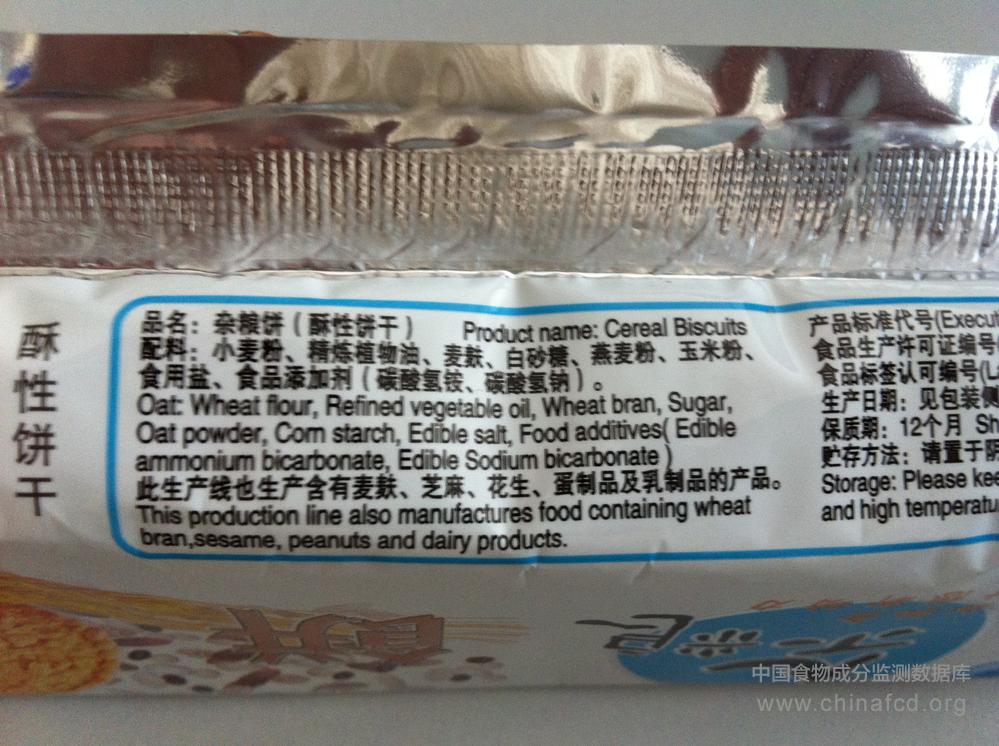 酥性饼干
品名：杂粮饼（酥性饼干） Product name: Cereal Biscuits
配料：小麦粉、精炼植物油、麦麸、白砂糖、燕麦粉、玉米粉、
食用盐、食品添加剂（碳酸氢铵、碳酸氢钠）。
Oat: Wheat flour, Refined vegetable oil, Wheat bran, Sugar,
Oat powder, Corn starch, Edible salt, Food additives( Edible
ammonium bicarbonate, Edible Sodium bicarbonate )
此生产线也生产含有麦麸、芝麻、花生、蛋制品及乳制品的产品。
This production line also manufactures food containing wheat
bran,sesame, peanuts and dairy products.
产品标准代号(Execut
食品生产许可证编号(
食品标签认可编号(La
生产日期：见包装侧
保质期：12个月 Sh
贮存方法：请置于阴
Storage: Please kee
and high temperatu
中国食物成分监测数据库
www.chinafcd.org